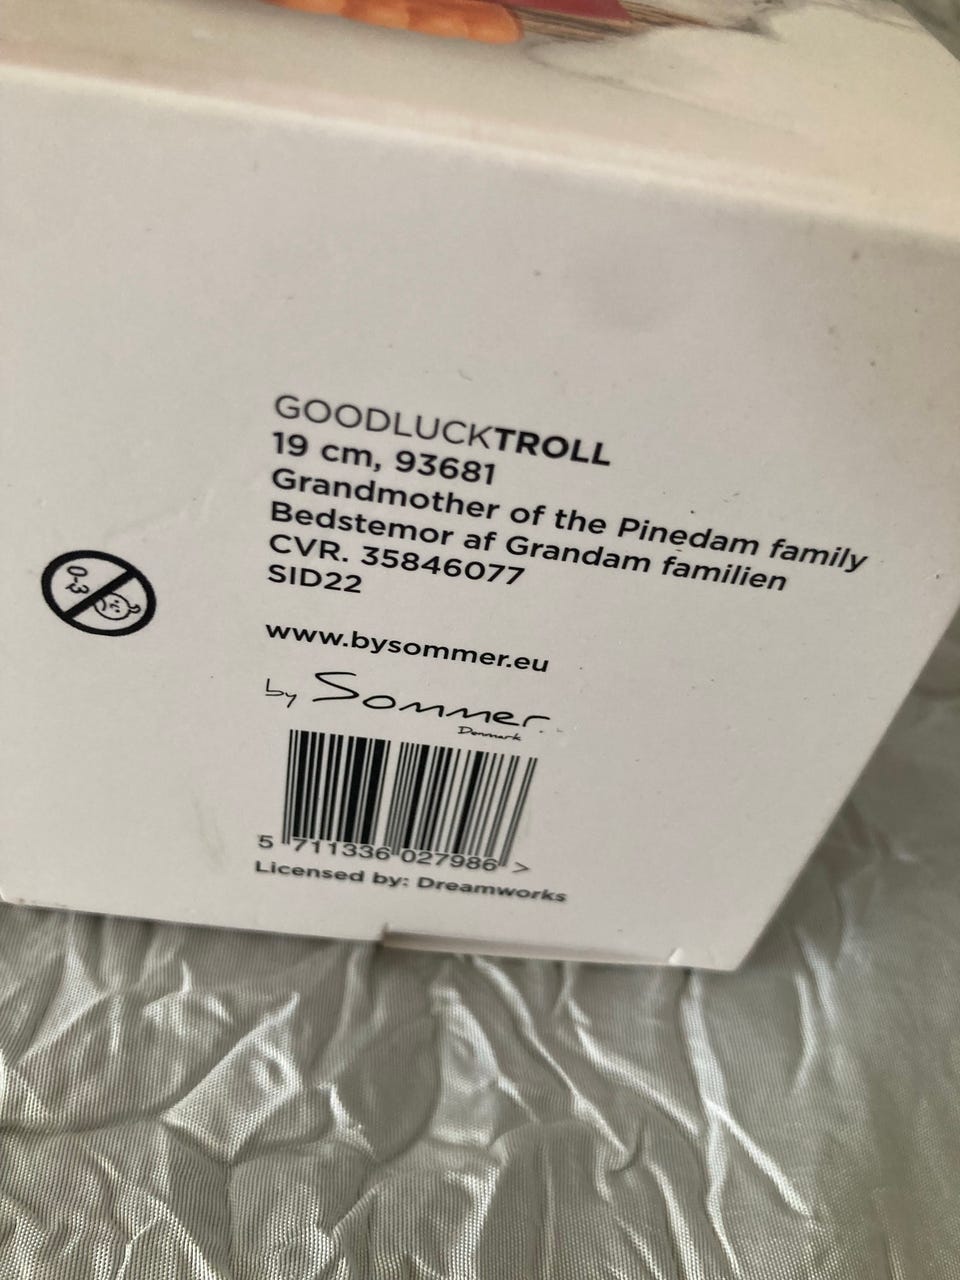 GOODLUCKTROLL
19 cm, 93681
Grandmother of the Pinedam family
Bedstemor af Grandam familien
CVR. 35846077
SID22
0-3
www.bysommer.eu
by Sommer
Denmark
5 711336 027986 >
Licensed by: Dreamworks